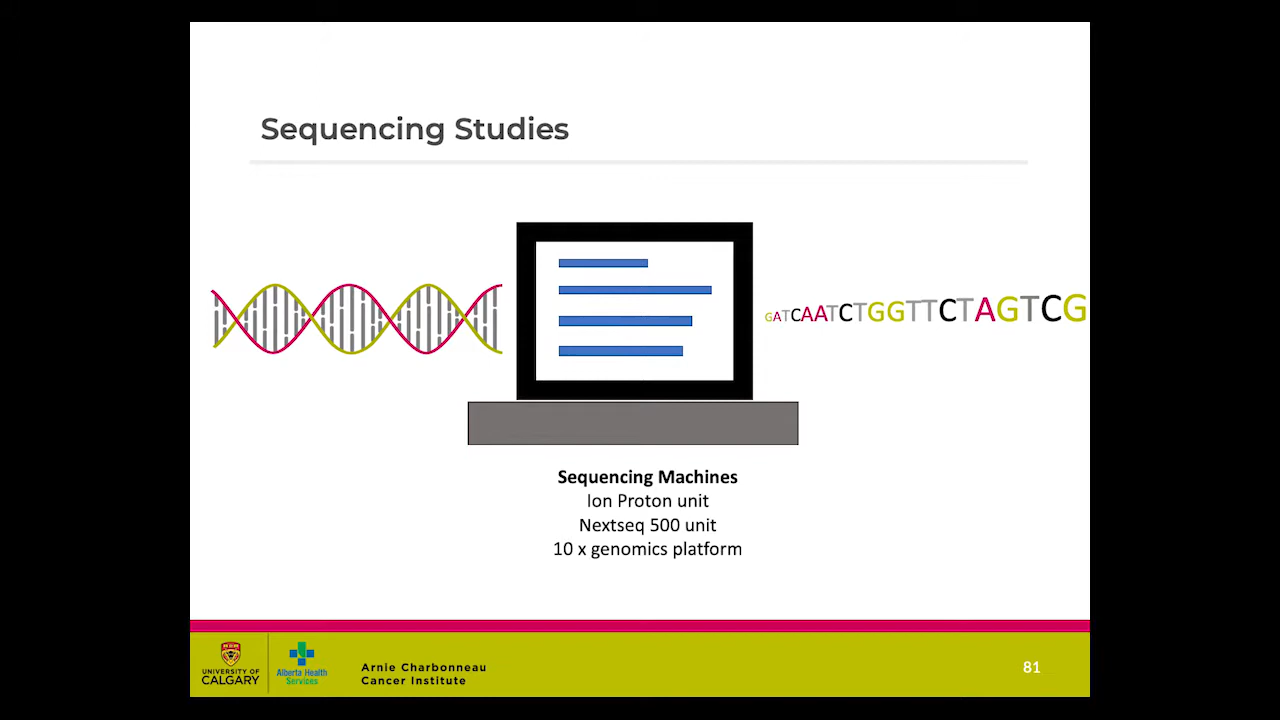 Sequencing Studies
GATCAATCTGGTTCTAGTCG
Sequencing Machines
Ion Proton unit
Nextseq 500 unit
10 x genomics platform
UNIVERSITY OF
CALGARY
Alberta Health
Services
Arnie Charbonneau
Cancer Institute
81